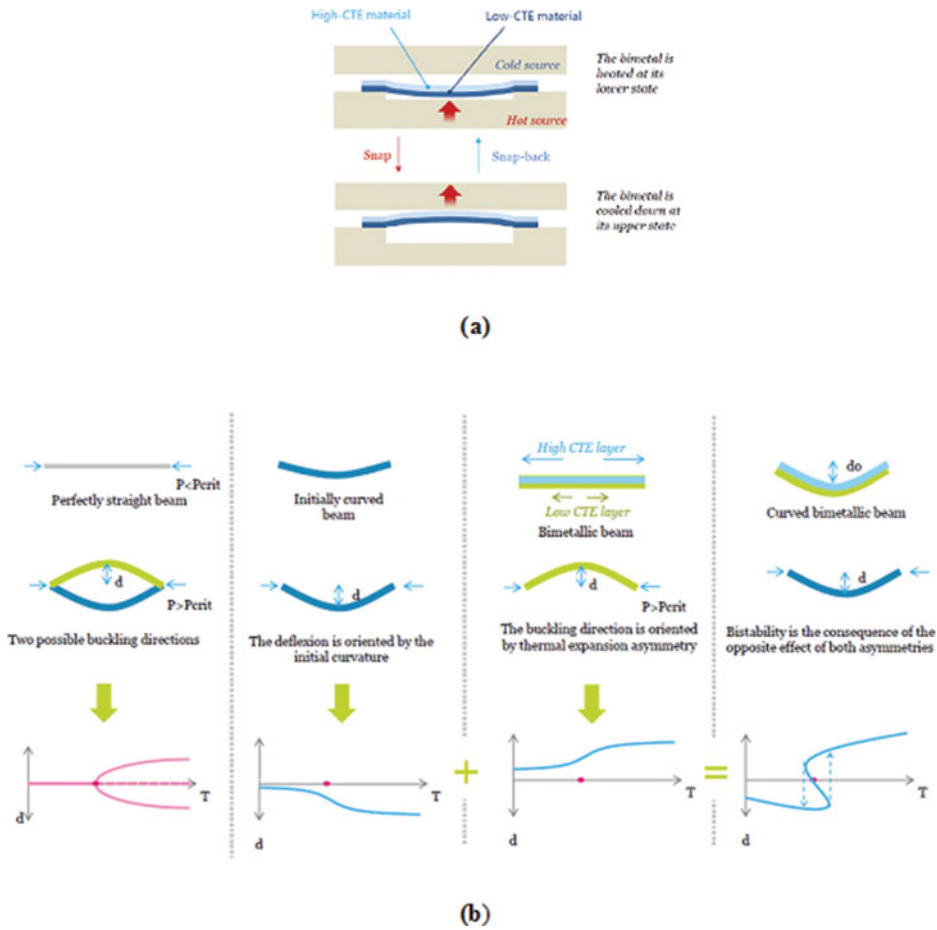 High-CTE material
Low-CTE material
Cold source
The bimetal is
heated at its
lower state
Hot source
Snap
Snap-back
The bimetal is
cooled down at
its upper state
(a)
P<Pcrit
Perfectly straight beam
Initially curved
beam
High CTE layer
Low CTE layer
Bimetallic beam
do
Curved bimetallic beam
d
P>Pcrit
Two possible buckling directions
d
The deflexion is oriented by the
initial curvature
d
P>Pcrit
The buckling direction is oriented
by thermal expansion asymmetry
d
Bistability is the consequence of the
opposite effect of both asymmetries
T
d
T
d
+
T
d
=
T
d
(b)